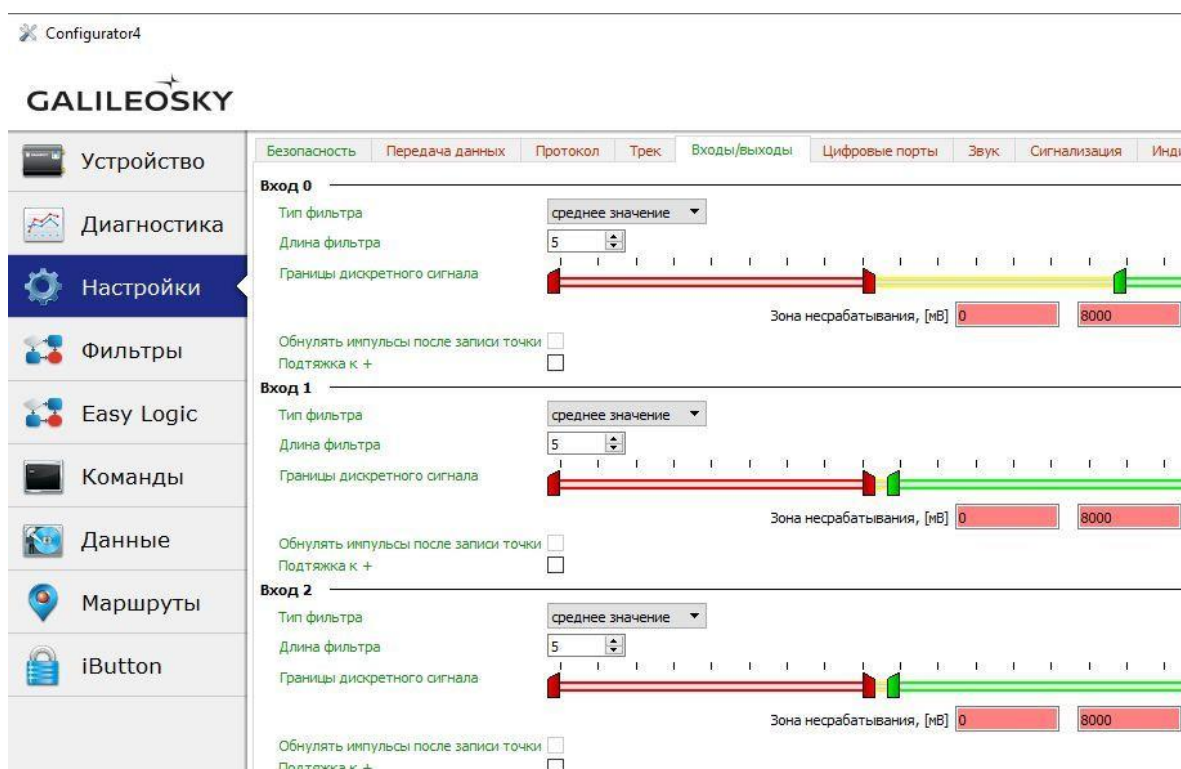 Configurator4
GALILEOSKY
Устройство
Диагностика
Настройки
Фильтры
Easy Logic
Команды
Данные
Маршруты
iButton
Безопасность Передача данных Протокол Трек Входы/выходы Цифровые порты Звук Сигнализация
Вход 0
Тип фильтра среднее значение
Длина фильтра 5
Границы дискретного сигнала
Зона несрабатывания, [мВ] 0 8000
Обнулять импульсы после записи точки
Подтяжка к +
Вход 1
Тип фильтра среднее значение
Длина фильтра 5
Границы дискретного сигнала
Зона несрабатывания, [мВ] 0 8000
Обнулять импульсы после записи точки
Подтяжка к +
Вход 2
Тип фильтра среднее значение
Длина фильтра 5
Границы дискретного сигнала
Зона несрабатывания, [мВ] 0 8000
Обнулять импульсы после записи точки
Подтяжка к +